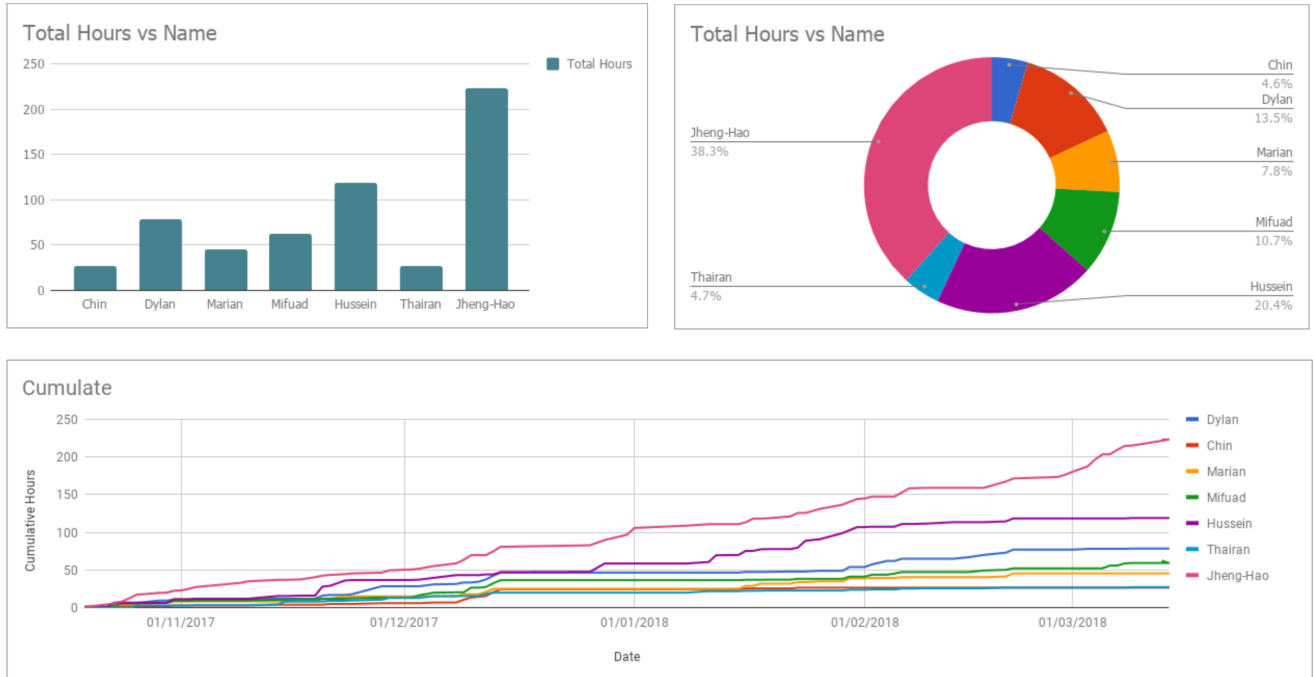 Total Hours vs Name
250
200
150
100
50
0
Chin Dylan Marian Mifuad Hussein Thairan Jheng-Hao
Total Hours
Total Hours vs Name
Chin
4.6%
Dylan
13.5%
Marian
7.8%
Mifuad
10.7%
Hussein
20.4%
Thairan
4.7%
Jheng-Hao
38.3%
Cumulate
Cumulative Hours
250
200
150
100
50
0
01/11/2017 01/12/2017 01/01/2018 01/02/2018 01/03/2018
Date
Dylan
Chin
Marian
Mifuad
Hussein
Thairan
Jheng-Hao